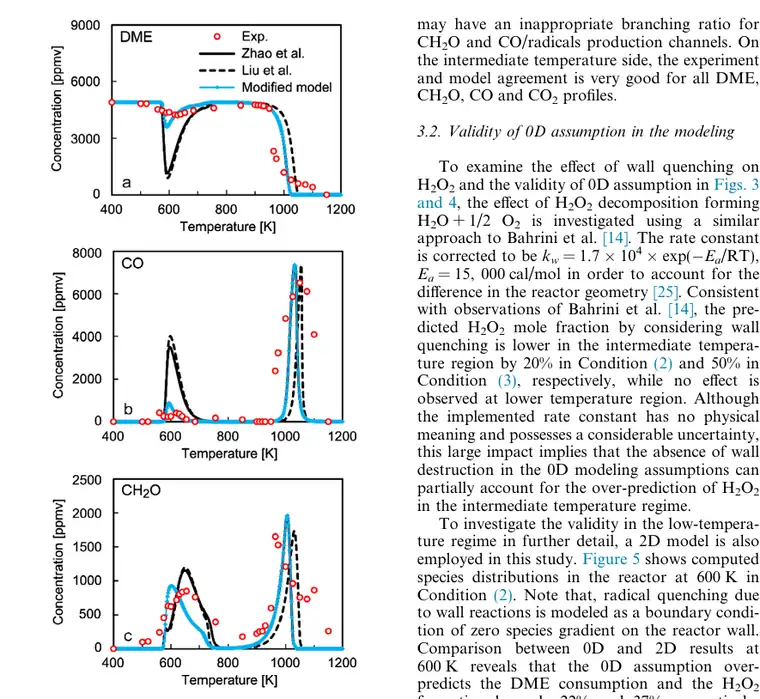 9000
6000
3000
0
Concentration [ppmv]
DME
Exp.
Zhao et al.
Liu et al.
Modified model
a
400 600 800 1000 1200
Temperature [K]
8000
6000
4000
2000
0
Concentration [ppmv]
CO
b
400 600 800 1000 1200
Temperature [K]
2500
2000
1500
1000
500
0
Concentration [ppmv]
CH₂O
c
400 600 800 1000 1200
Temperature [K]
may have an inappropriate branching ratio for
CH₂O and CO/radicals production channels. On
the intermediate temperature side, the experiment
and model agreement is very good for all DME,
CH₂O, CO and CO₂ profiles.
3.2. Validity of 0D assumption in the modeling
To examine the effect of wall quenching on
H₂O₂ and the validity of 0D assumption in Figs. 3
and 4, the effect of H₂O₂ decomposition forming
H₂O + 1/2 O₂ is investigated using a similar
approach to Bahrini et al. [14]. The rate constant
is corrected to be k_w = 1.7 × 10⁴ × exp(−E_a/RT),
E_a = 15, 000 cal/mol in order to account for the
difference in the reactor geometry [25]. Consistent
with observations of Bahrini et al. [14], the pre-
dicted H₂O₂ mole fraction by considering wall
quenching is lower in the intermediate tempera-
ture region by 20% in Condition (2) and 50% in
Condition (3), respectively, while no effect is
observed at lower temperature region. Although
the implemented rate constant has no physical
meaning and possesses a considerable uncertainty,
this large impact implies that the absence of wall
destruction in the 0D modeling assumptions can
partially account for the over-prediction of H₂O₂
in the intermediate temperature regime.
To investigate the validity in the low-tempera-
ture regime in further detail, a 2D model is also
employed in this study. Figure 5 shows computed
species distributions in the reactor at 600 K in
Condition (2). Note that, radical quenching due
to wall reactions is modeled as a boundary condi-
tion of zero species gradient on the reactor wall.
Comparison between 0D and 2D results at
600 K reveals that the 0D assumption over-
predicts the DME consumption and the H₂O₂